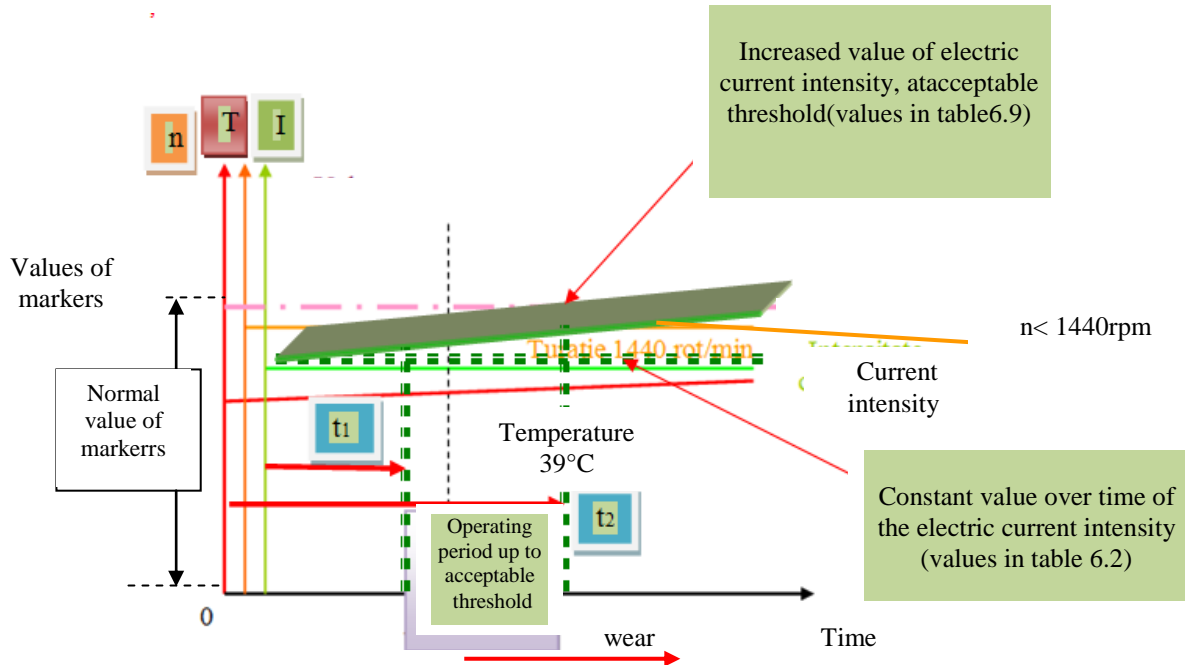 Increased value of electric
current intensity, atacceptable
threshold(values in table6.9)
n
T
I
Values of
markers
n< 1440rpm
Turatie 1440 rot/min
Current
intensity
Normal
value of
markerrs
t1
Temperature
39°C
Constant value over time of
the electric current intensity
(values in table 6.2)
t2
Operating
period up to
acceptable
threshold
0
wear
Time